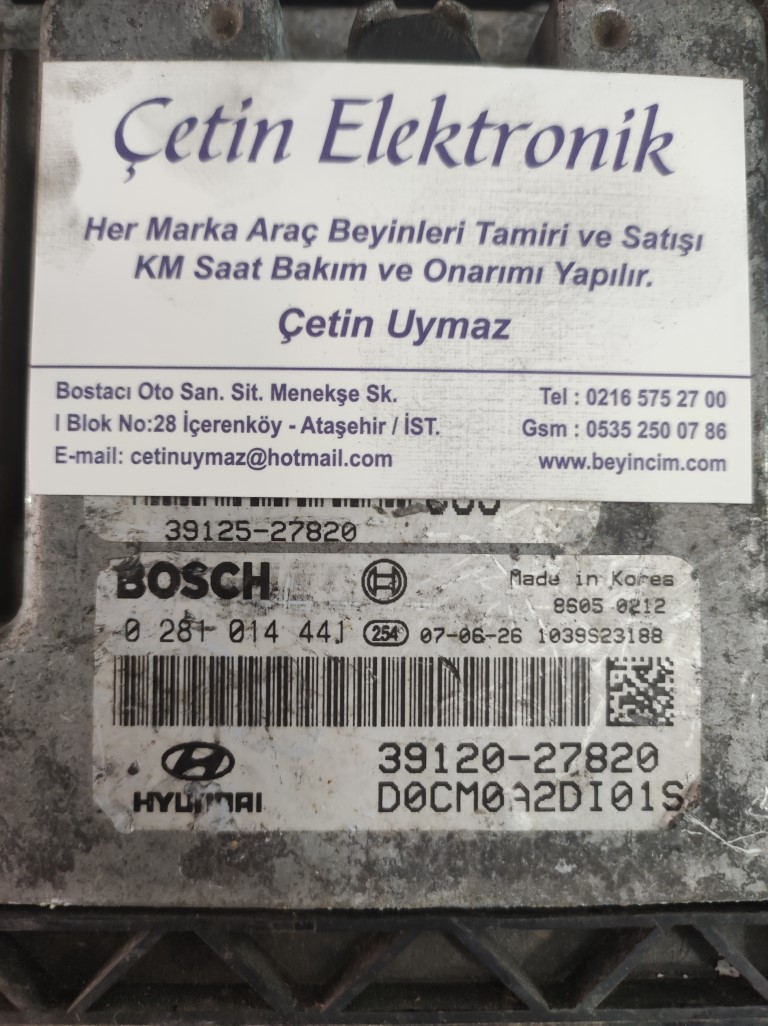 Çetin Elektronik
Her Marka Araç Beyinleri Tamiri ve Satışı
KM Saat Bakım ve Onarımı Yapılır.
Çetin Uymaz
Bostacı Oto San. Sit. Menekşe Sk.
I Blok No:28 İçerenköy - Ataşehir / İST.
E-mail: cetinuymaz@hotmail.com
Tel : 0216 575 27 00
Gsm : 0535 250 07 86
www.beyincim.com
39125-27820
BOSCH
Made in Korea
8605 0212
0 281 014 441 254 07-06-26 1039S23188
HYUNDAI
39120-27820
D0CM0A2DI01S